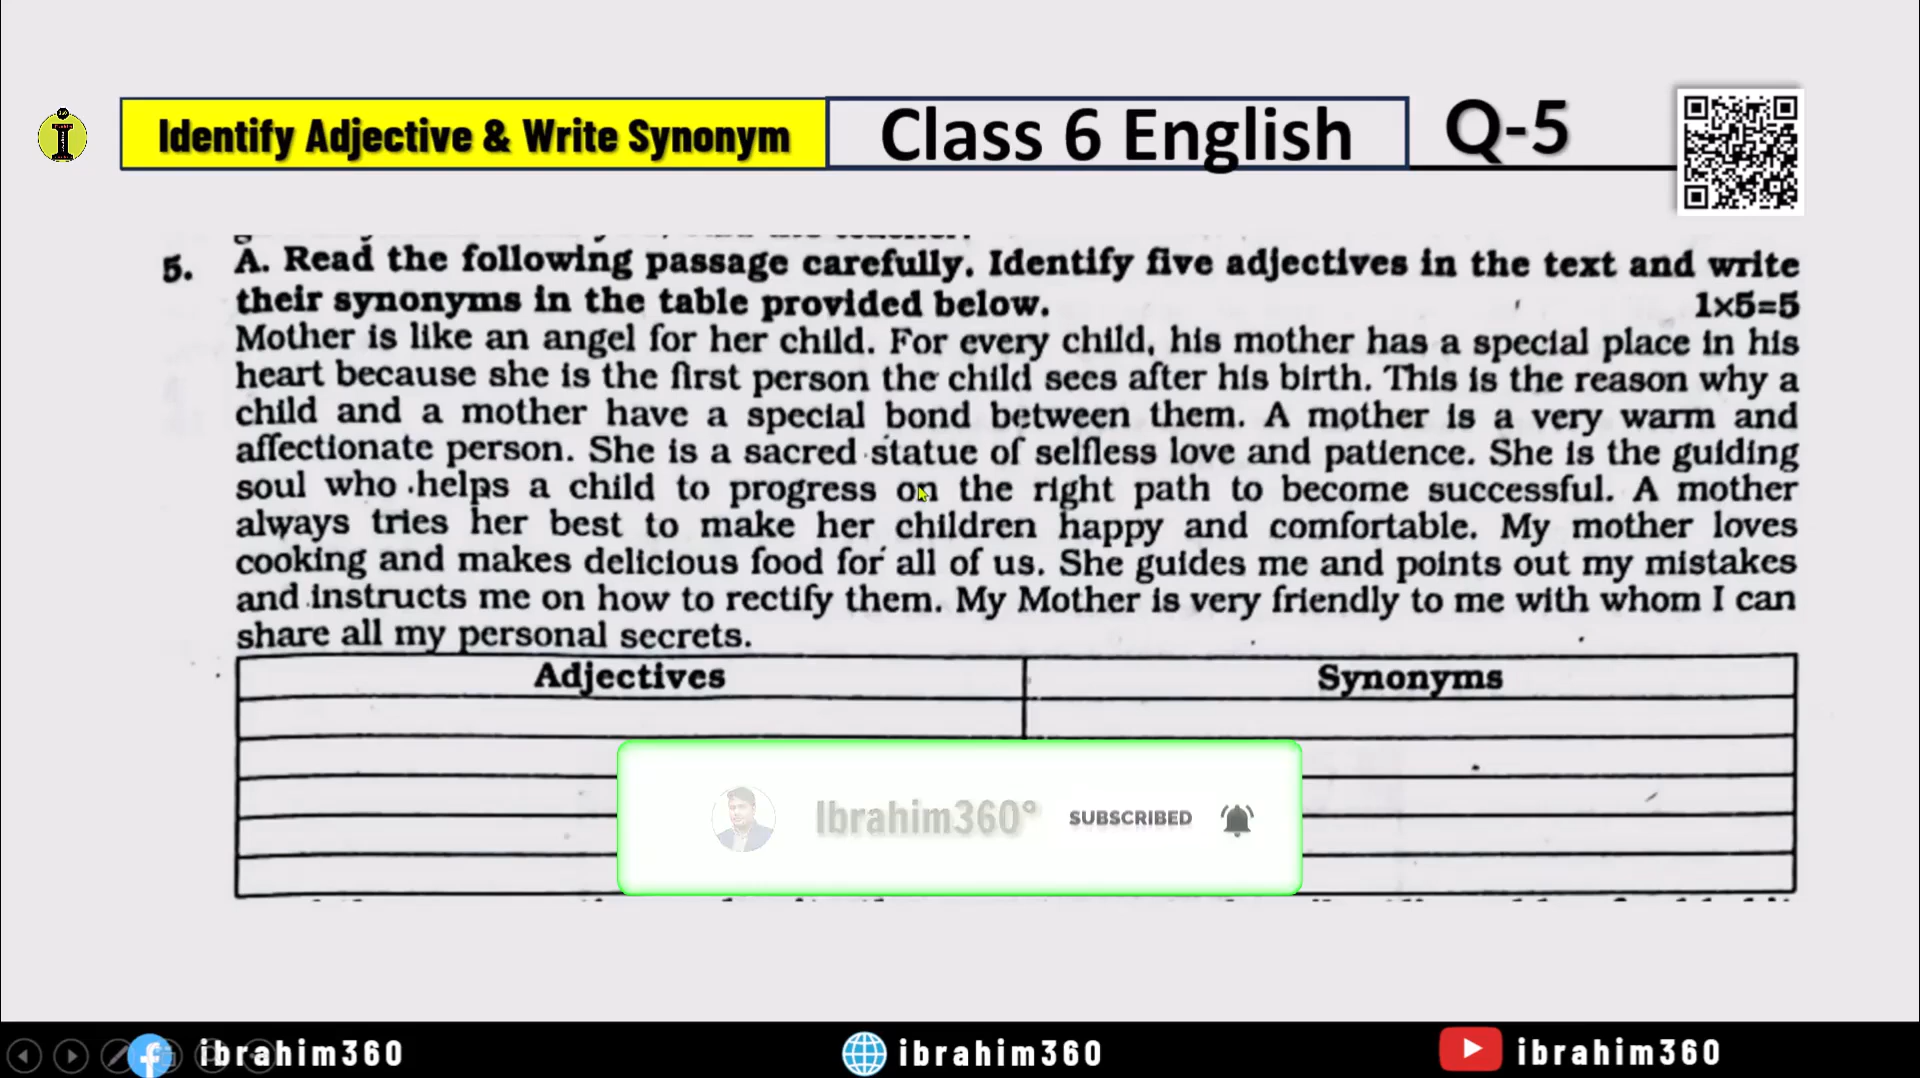 Identify Adjective & Write Synonym
Class 6 English
Q-5
5. A. Read the following passage carefully. Identify five adjectives in the text and write
their synonyms in the table provided below. 1×5=5
Mother is like an angel for her child. For every child, his mother has a special place in his
heart because she is the first person the child sees after his birth. This is the reason why a
child and a mother have a special bond between them. A mother is a very warm and
affectionate person. She is a sacred statue of selfless love and patience. She is the guiding
soul who helps a child to progress on the right path to become successful. A mother
always tries her best to make her children happy and comfortable. My mother loves
cooking and makes delicious food for all of us. She guides me and points out my mistakes
and instructs me on how to rectify them. My Mother is very friendly to me with whom I can
share all my personal secrets.
Adjectives Synonyms
Ibrahim360° SUBSCRIBED
ibrahim360 ibrahim360 ibrahim360